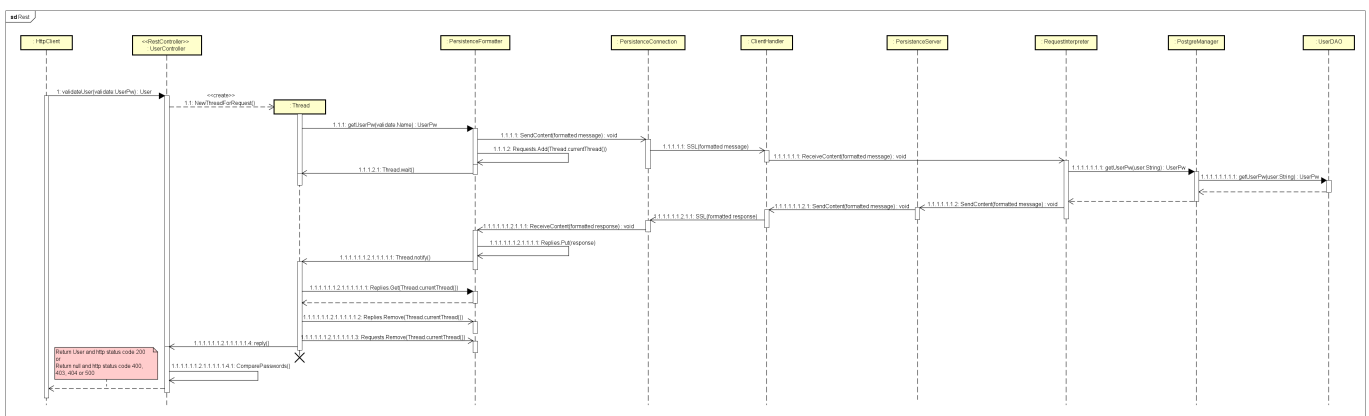 sd Rest
HttpClient
<<RestController>>
UserController
PersistenceFormatter
PersistenceConnection
ClientHandler
PersistenceServer
RequestInterpreter
PostgreManager
UserDAO
1: validateUser(validate:UserPw) : User
<<create>>
1.1: NewThreadForRequest()
Thread
1.1.1: getUserPw(validate.Name) : UserPw
1.1.1.1: SendContent(formatted message) : void
1.1.1.2: Requests.Add(Thread.currentThread())
1.1.1.1.1: SSL(formatted message)
1.1.1.1.1.1: ReceiveContent(formatted message) : void
1.1.1.2.1: Thread.wait()
1.1.1.1.1.1.1: getUserPw(user:String) : UserPw
1.1.1.1.1.1.1.1: getUserPw(user:String) : UserPw
1.1.1.1.1.1.2: SendContent(formatted message) : void
1.1.1.1.1.1.2.1: SendContent(formatted message) : void
1.1.1.1.1.1.2.1.1: SSL(formatted response)
1.1.1.1.1.1.2.1.1.1: ReceiveContent(formatted response) : void
1.1.1.1.1.1.2.1.1.1.1: Replies.Put(response)
1.1.1.1.1.1.2.1.1.1.1.1: Thread.notify()
1.1.1.1.1.1.2.1.1.1.1.1.1: Replies.Get(Thread.currentThread())
1.1.1.1.1.1.2.1.1.1.1.1.2: Replies.Remove(Thread.currentThread())
1.1.1.1.1.1.2.1.1.1.1.1.3: Requests.Remove(Thread.currentThread())
1.1.1.1.1.1.2.1.1.1.1.1.4: reply()
Return User and http status code 200
or
Return null and http status code 400,
403, 404 or 500
1.1.1.1.1.1.2.1.1.1.1.1.4.1: ComparePasswords()